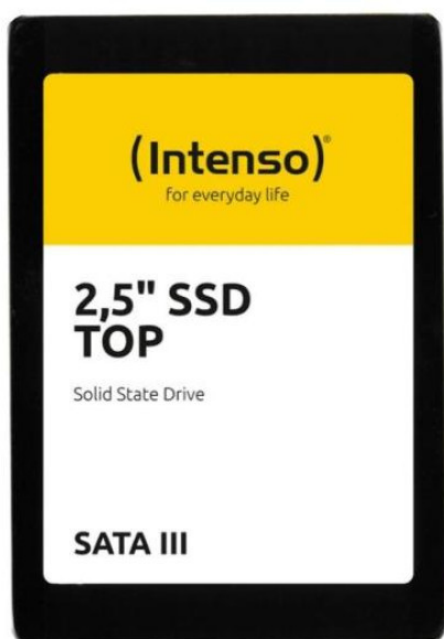 (Intenso)®
for everyday life
2,5" SSD
TOP
Solid State Drive
SATA III